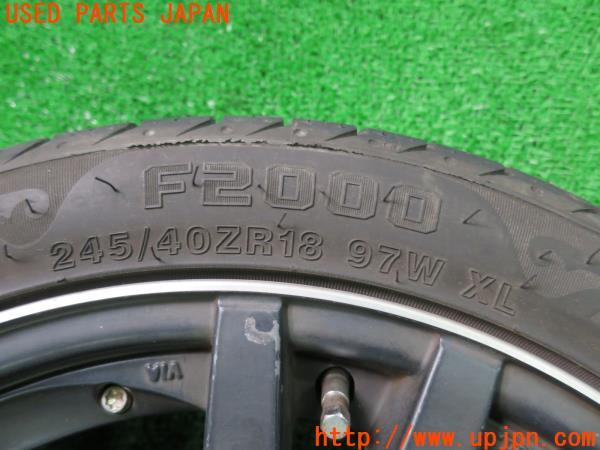 USED PARTS JAPAN
F2000
245/40ZR18 97W XL
VIA
http://www.upjpn.com